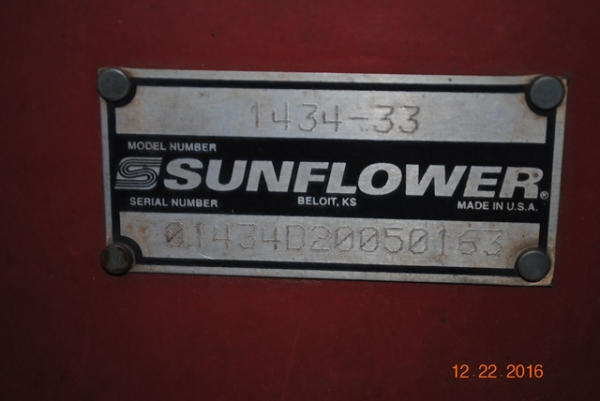 1434-33
MODEL NUMBER
SUNFLOWER®
SERIAL NUMBER BELOIT, KS MADE IN U.S.A.
01434D20050163
12.22.2016